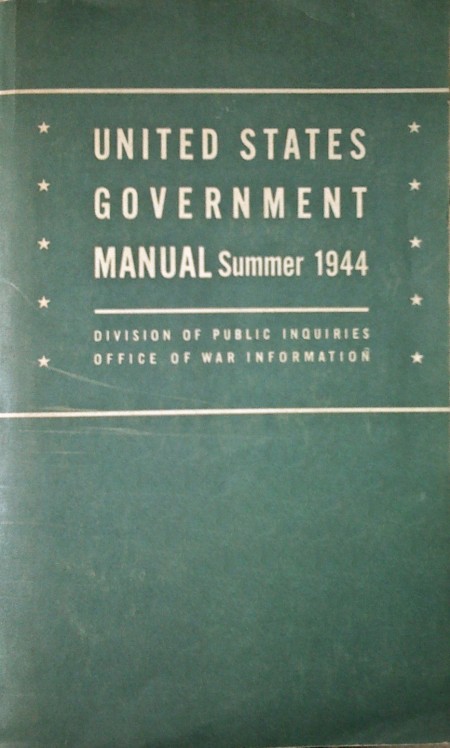 UNITED STATES
GOVERNMENT
MANUAL Summer 1944
DIVISION OF PUBLIC INQUIRIES
OFFICE OF WAR INFORMATION